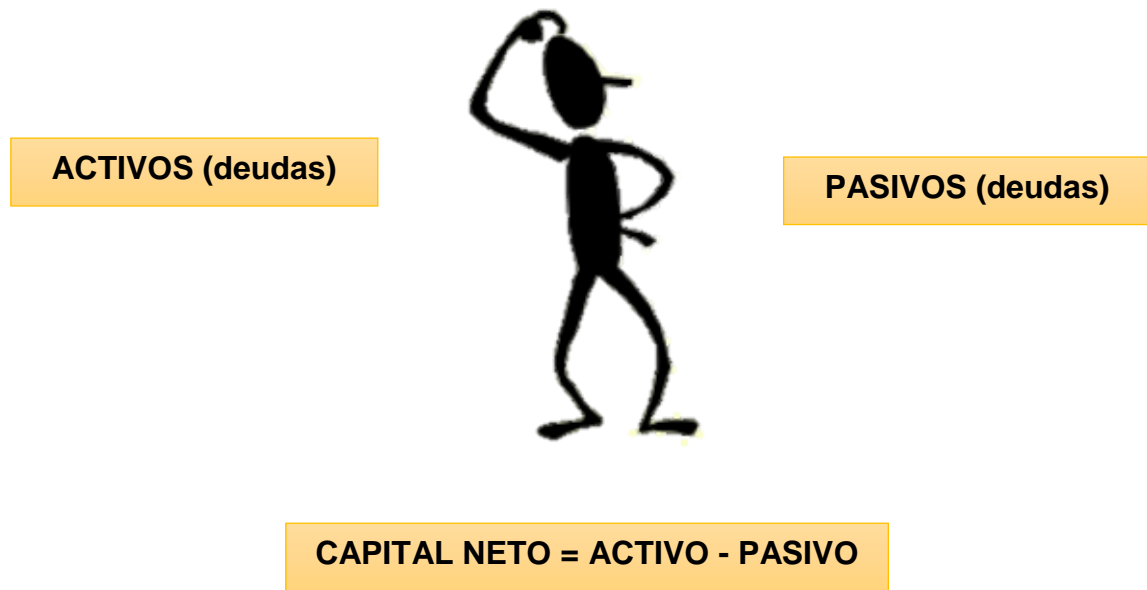 ACTIVOS (deudas)
PASIVOS (deudas)
CAPITAL NETO = ACTIVO - PASIVO